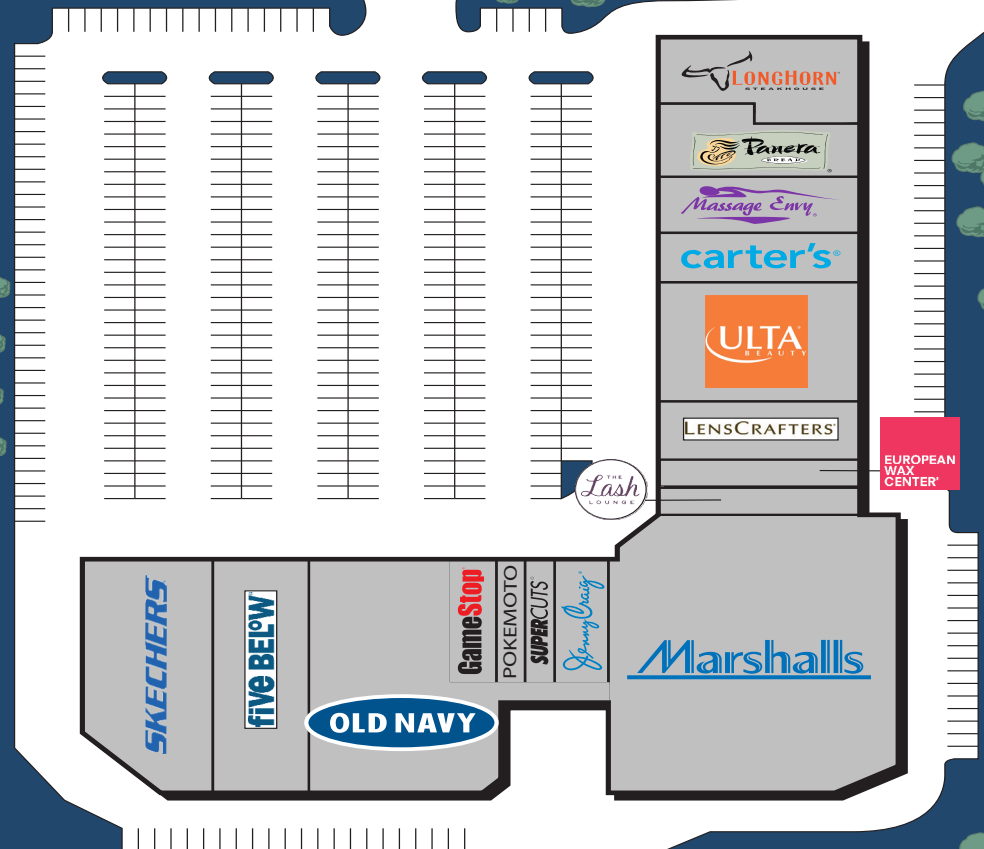 LONGHORN
STEAKHOUSE
Panera
BREAD
®
Massage Envy®
carter's®
ULTA®
BEAUTY
LENSCRAFTERS®
EUROPEAN
WAX
CENTER®
THE
Lash
LOUNGE
SKECHERS
five BELOW
OLD NAVY
GameStop
POKEMOTO
SUPERCUTS®
Jenny Craig®
Marshalls